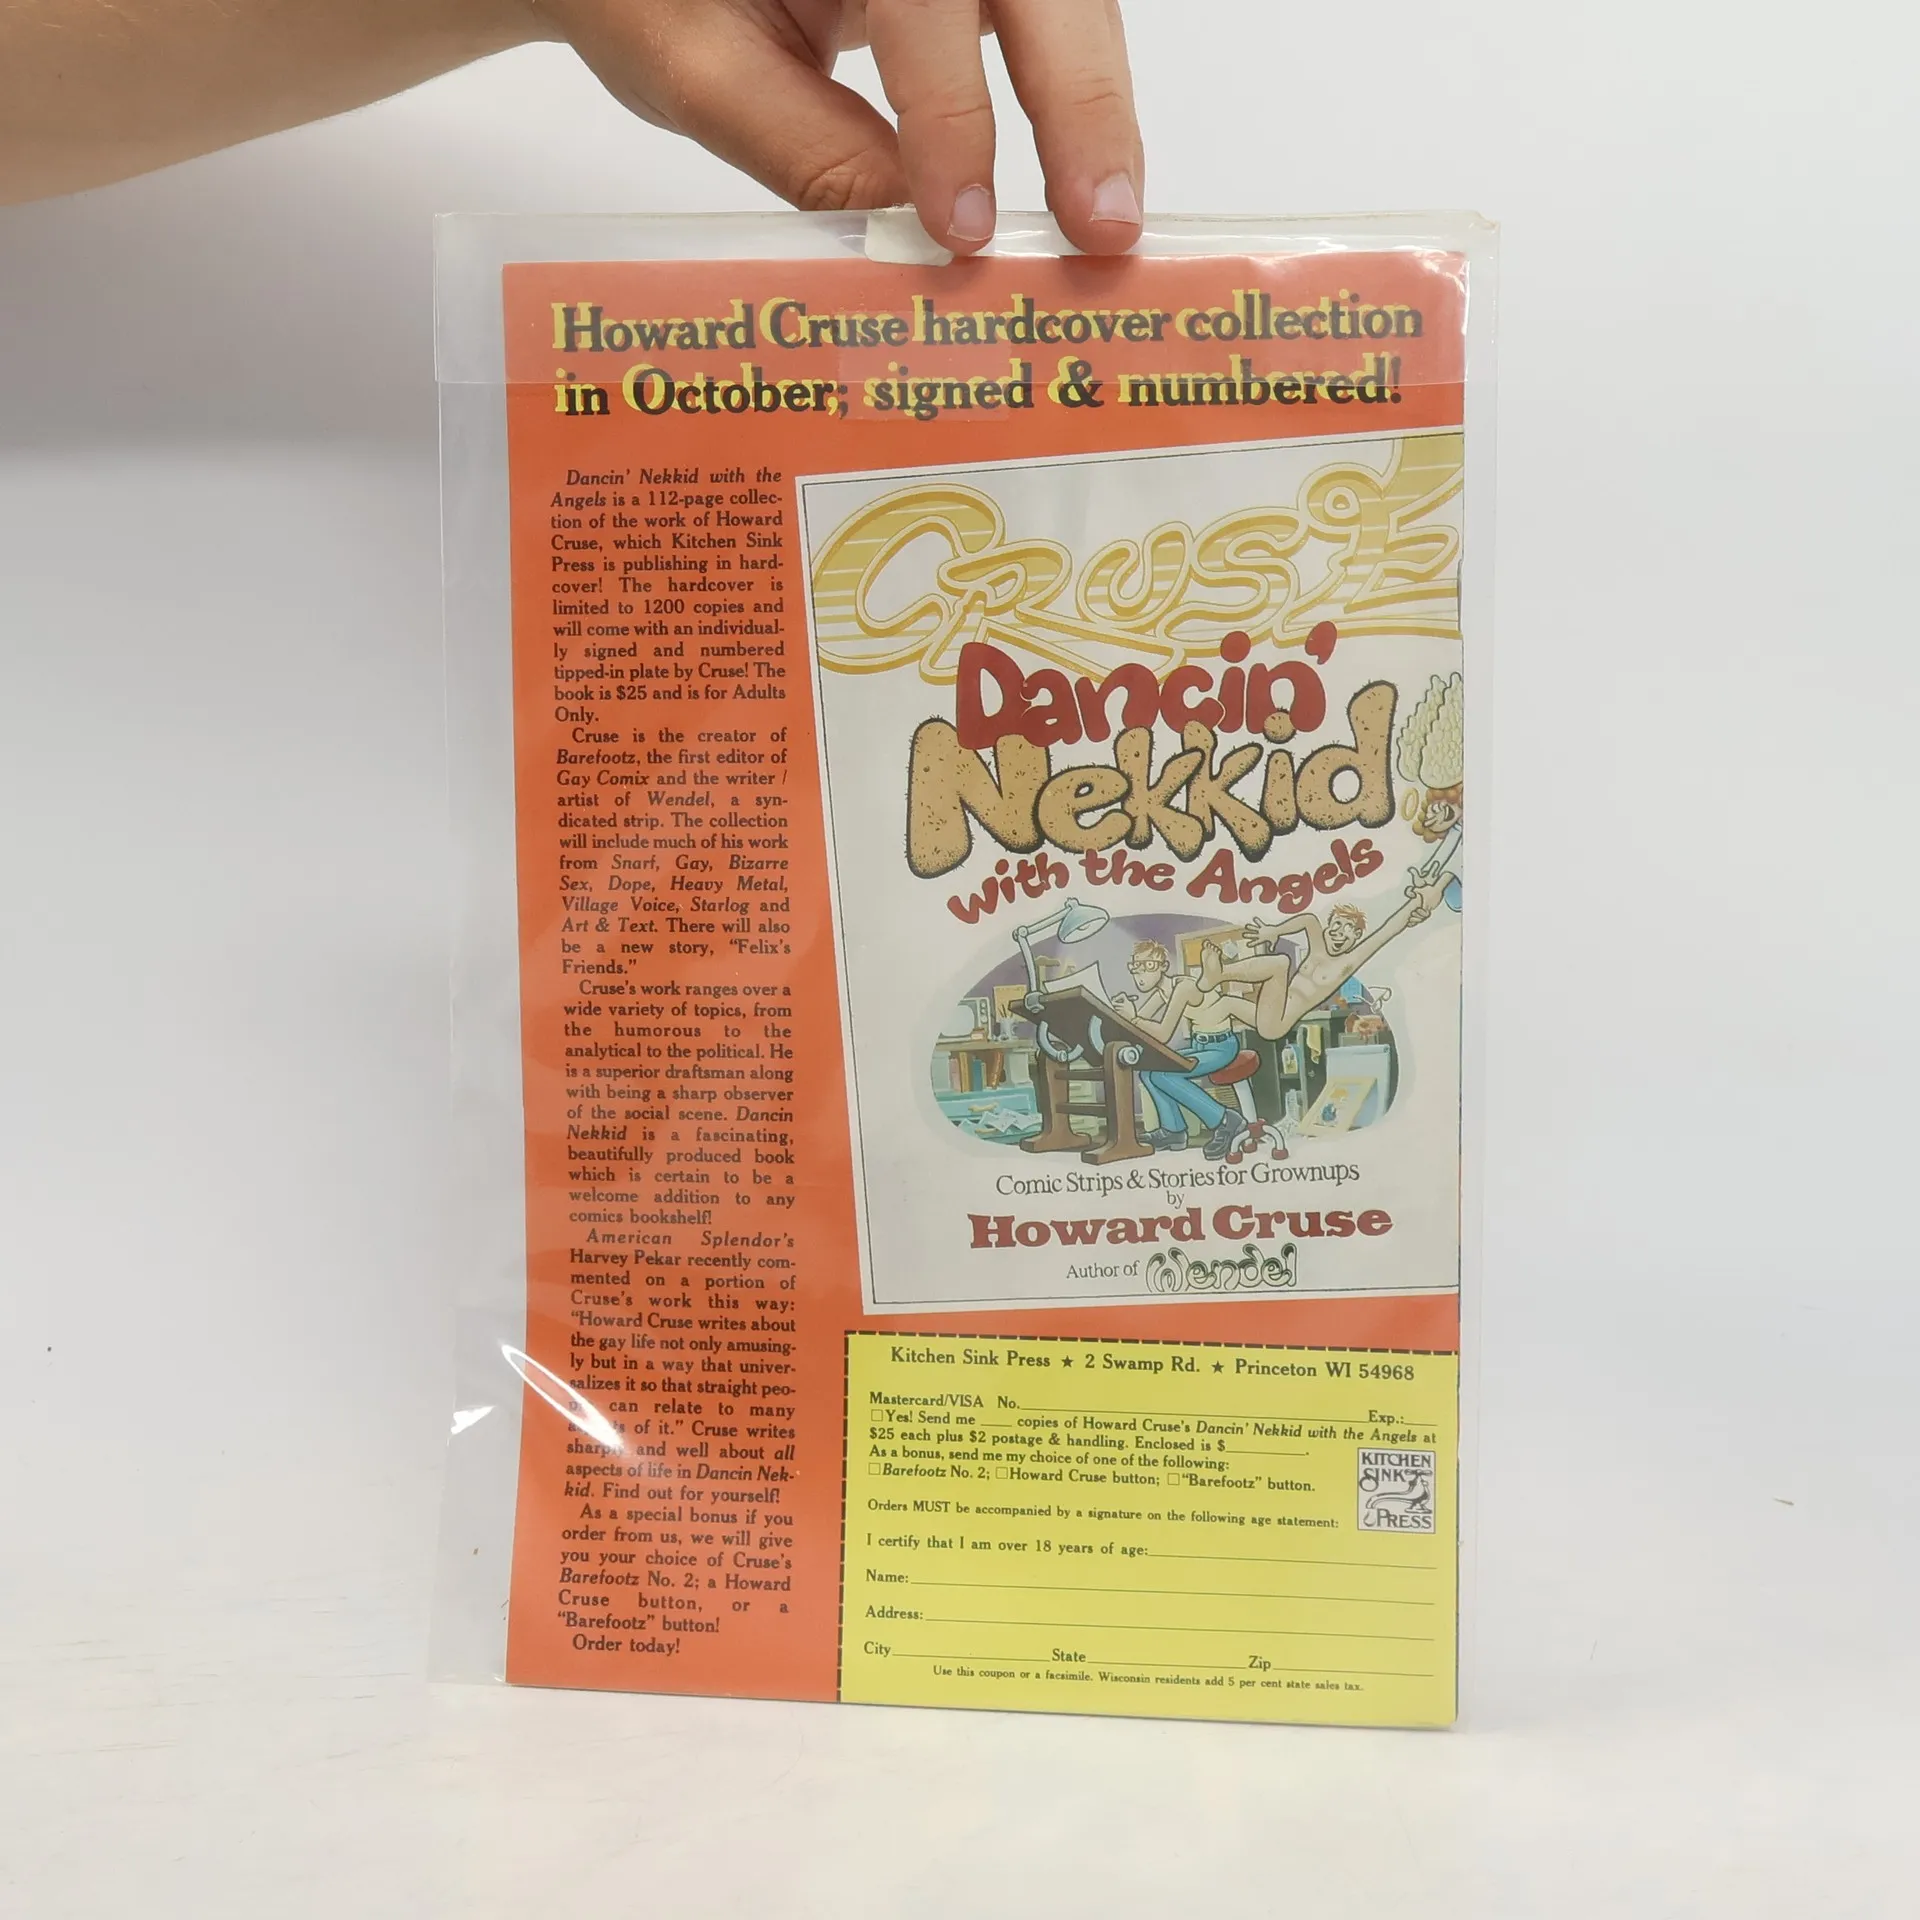 Howard Cruse hardcover collection
in October; signed & numbered!
Dancin' Nekkid with the
Angels is a 112-page collec-
tion of the work of Howard
Cruse, which Kitchen Sink
Press is publishing in hard-
cover! The hardcover is
limited to 1200 copies and
will come with an individual-
ly signed and numbered
tipped-in plate by Cruse! The
book is $25 and is for Adults
Only.
Cruse is the creator of
Barefootz, the first editor of
Gay Comix and the writer /
artist of Wendel, a syn-
dicated strip. The collection
will include much of his work
from Snarf, Gay, Bizarre
Sex, Dope, Heavy Metal,
Village Voice, Starlog and
Art & Text. There will also
be a new story, "Felix's
Friends."
Cruse's work ranges over a
wide variety of topics, from
the humorous to the
analytical to the political. He
is a superior draftsman along
with being a sharp observer
of the social scene. Dancin
Nekkid is a fascinating,
beautifully produced book
which is certain to be a
welcome addition to any
comics bookshelf!
American Splendor's
Harvey Pekar recently com-
mented on a portion of
Cruse's work this way:
"Howard Cruse writes about
the gay life not only amusing-
ly but in a way that univer-
salizes it so that straight peo-
can relate to many
of it." Cruse writes
sharply and well about all
aspects of life in Dancin Nek-
kid. Find out for yourself!
As a special bonus if you
order from us, we will give
you your choice of Cruse's
Barefootz No. 2; a Howard
Cruse button, or a
"Barefootz" button!
Order today!
CRUSE
Dancin'
Nekkid
with the Angels
Comic Strips & Stories for Grownups
by
Howard Cruse
Author of Wendel
Kitchen Sink Press ★ 2 Swamp Rd. ★ Princeton WI 54968
Mastercard/VISA No.____ Exp.:____
☐Yes! Send me ____ copies of Howard Cruse's Dancin' Nekkid with the Angels at
$25 each plus $2 postage & handling. Enclosed is $____.
As a bonus, send me my choice of one of the following:
☐Barefootz No. 2; ☐Howard Cruse button; ☐"Barefootz" button.
KITCHEN
SINK
PRESS
Orders MUST be accompanied by a signature on the following age statement:
I certify that I am over 18 years of age:____
Name:____
Address:____
City____ State____ Zip____
Use this coupon or a facsimile. Wisconsin residents add 5 per cent state sales tax.